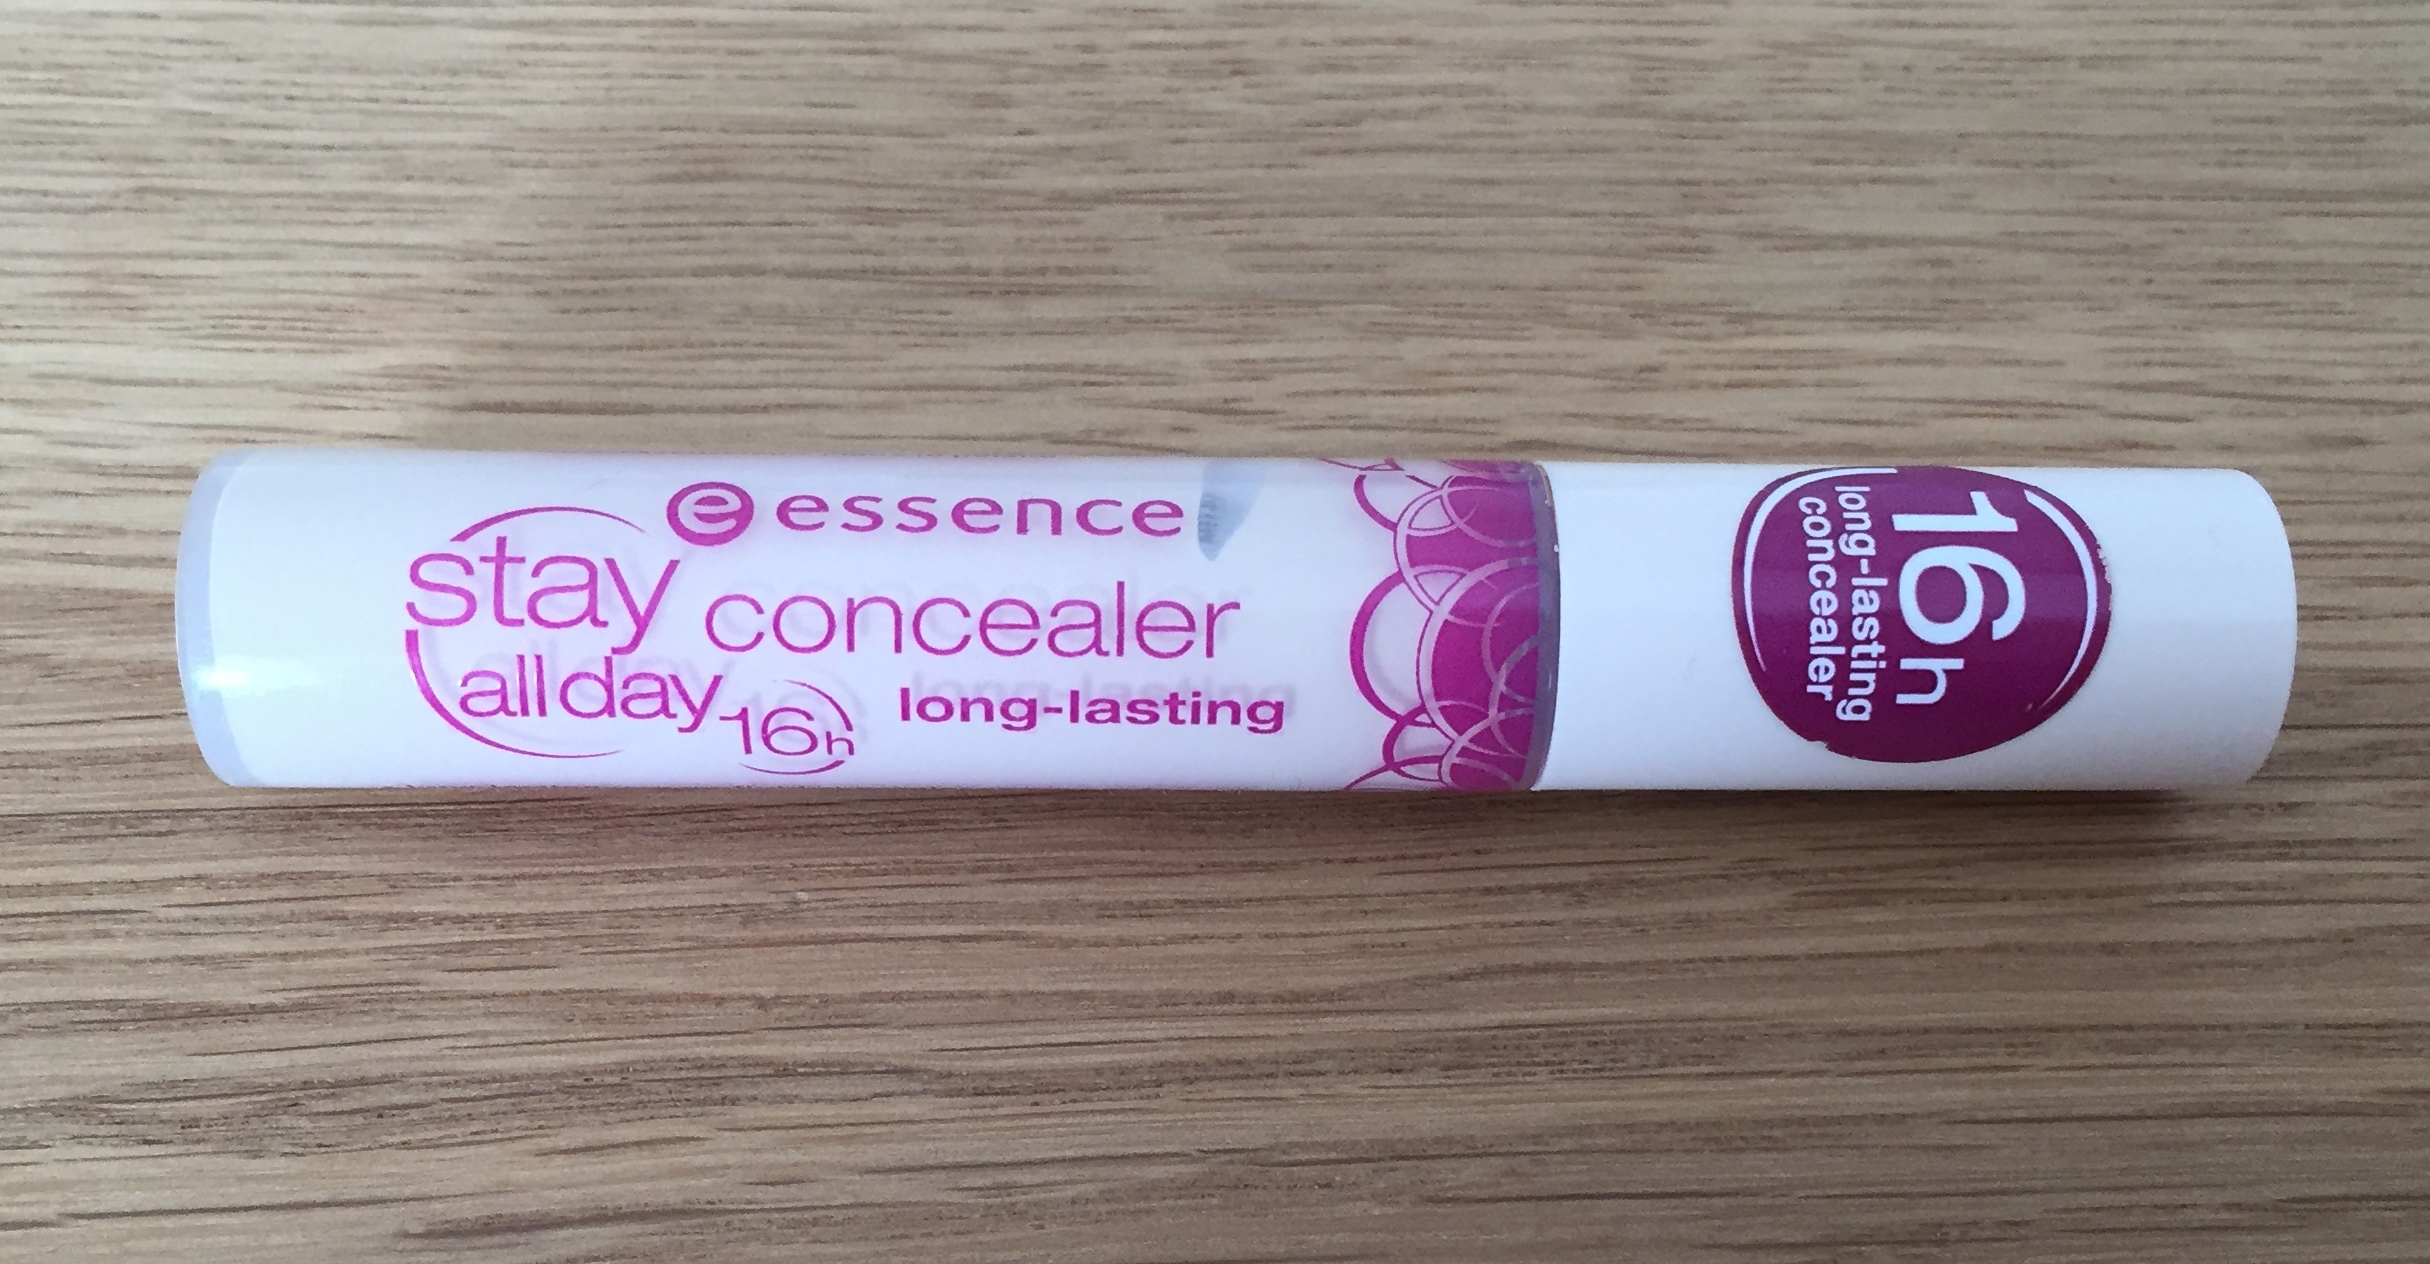 e essence
stay
all day 16h
concealer
long-lasting
16h
long-lasting
concealer